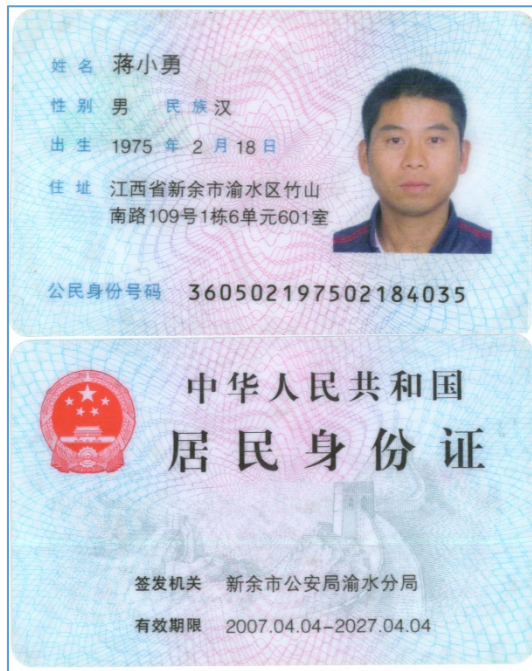 姓名 蒋小勇
性别 男 民族 汉
出生 1975 年 2 月 18 日
住址 江西省新余市渝水区竹山
南路109号1栋6单元601室
公民身份号码 360502197502184035
中华人民共和国
居民身份证
签发机关 新余市公安局渝水分局
有效期限 2007.04.04-2027.04.04